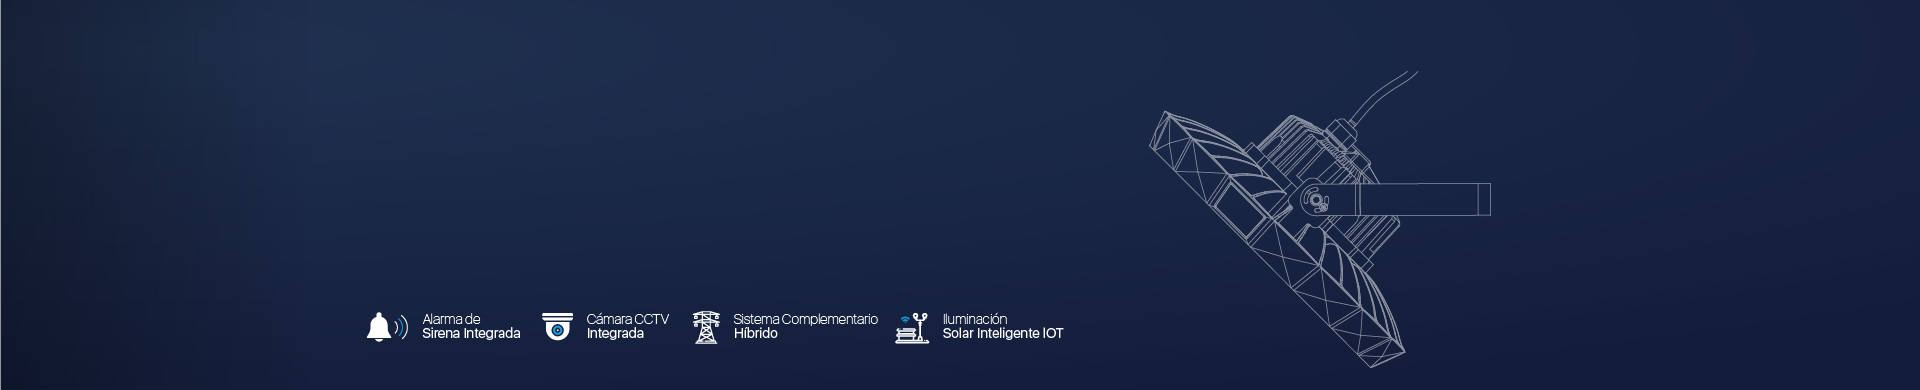 Alarma de
Sirena Integrada
Cámara CCTV
Integrada
Sistema Complementario
Híbrido
Iluminación
Solar Inteligente IOT